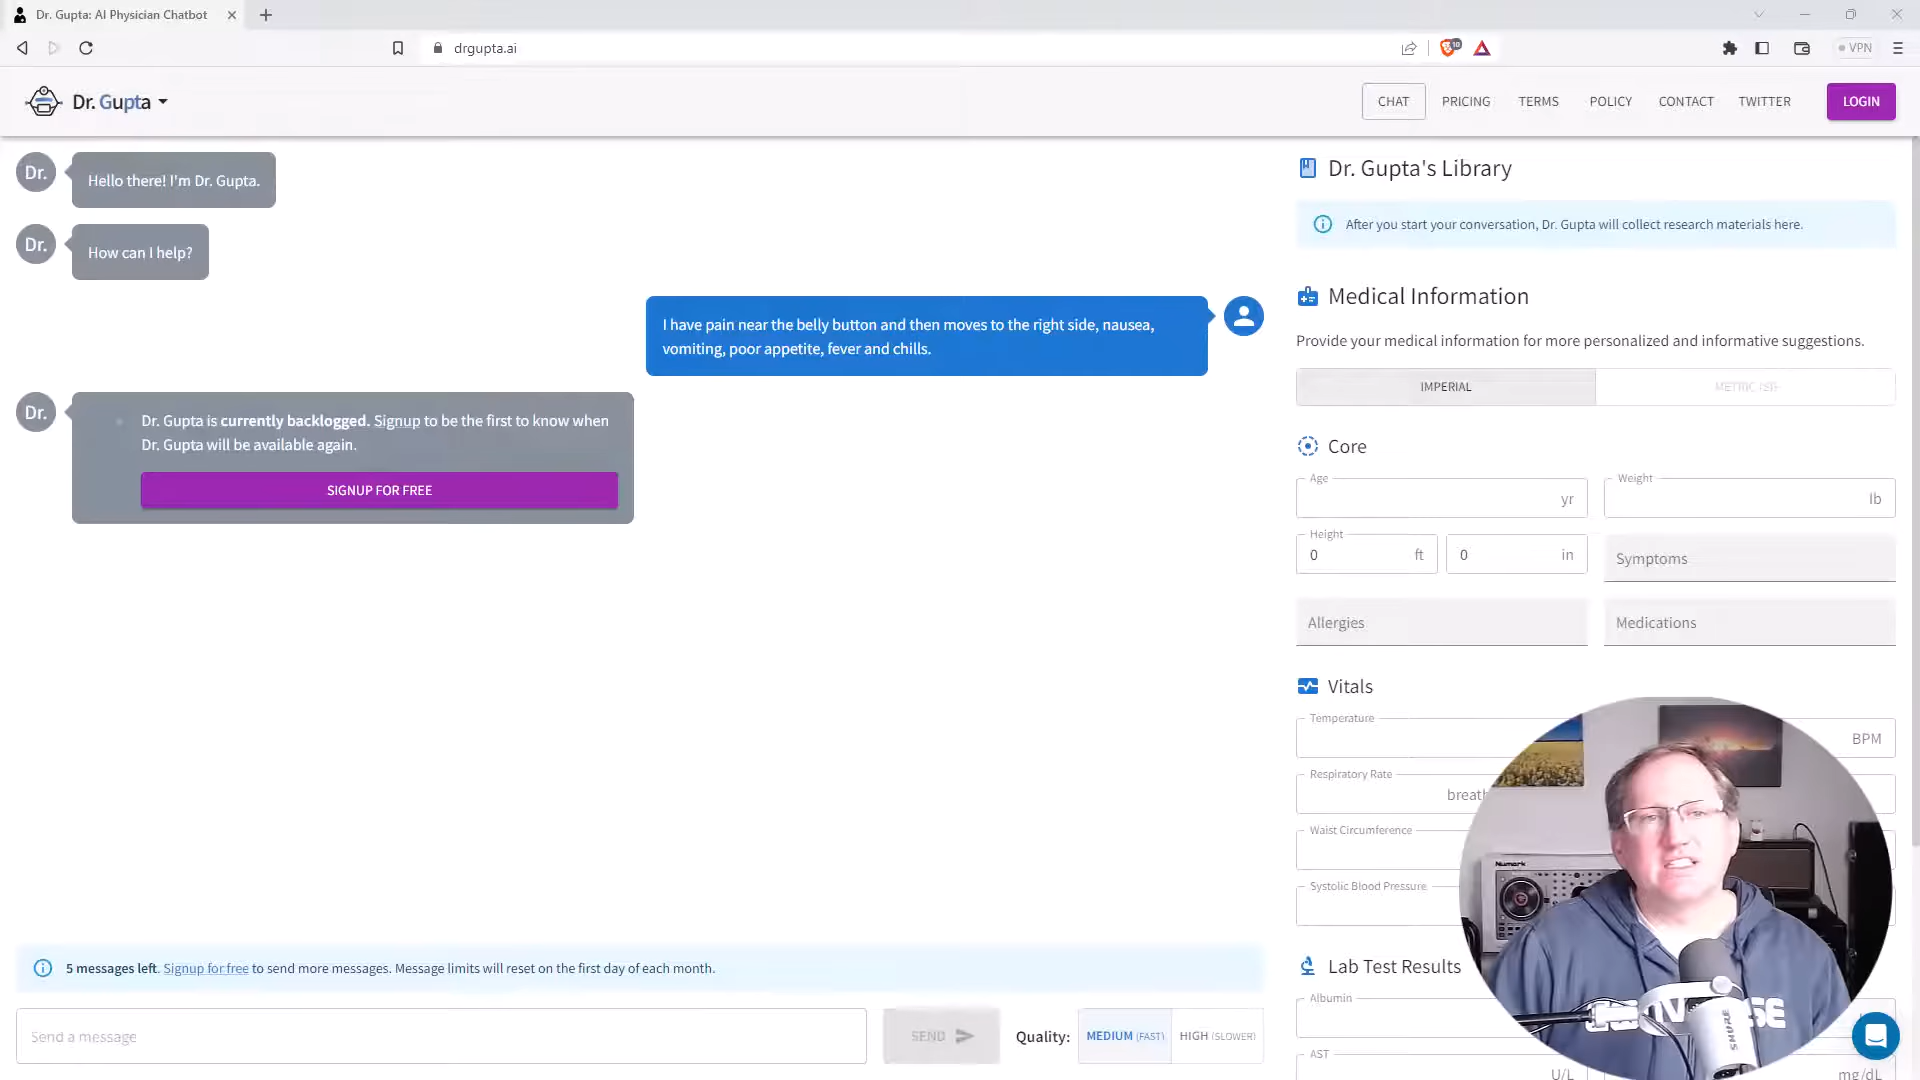 Dr. Gupta: AI Physician Chatbot
drgupta.ai
10
VPN
Dr. Gupta
CHAT
PRICING
TERMS
POLICY
CONTACT
TWITTER
LOGIN
Dr.
Hello there! I'm Dr. Gupta.
Dr.
How can I help?
I have pain near the belly button and then moves to the right side, nausea,
vomiting, poor appetite, fever and chills.
Dr.
Dr. Gupta is currently backlogged. Signup to be the first to know when
Dr. Gupta will be available again.
SIGNUP FOR FREE
5 messages left. Signup for free to send more messages. Message limits will reset on the first day of each month.
Send a message
SEND
Quality:
MEDIUM (FAST)
HIGH (SLOWER)
Dr. Gupta's Library
After you start your conversation, Dr. Gupta will collect research materials here.
Medical Information
Provide your medical information for more personalized and informative suggestions.
IMPERIAL
METRIC (SI)
Core
Age
yr
Weight
lb
Height
0
ft
0
in
Symptoms
Allergies
Medications
Vitals
Temperature
BPM
Respiratory Rate
Waist Circumference
Systolic Blood Pressure
Lab Test Results
Albumin
AST
U/L
mg/dL
Numark
SHURE